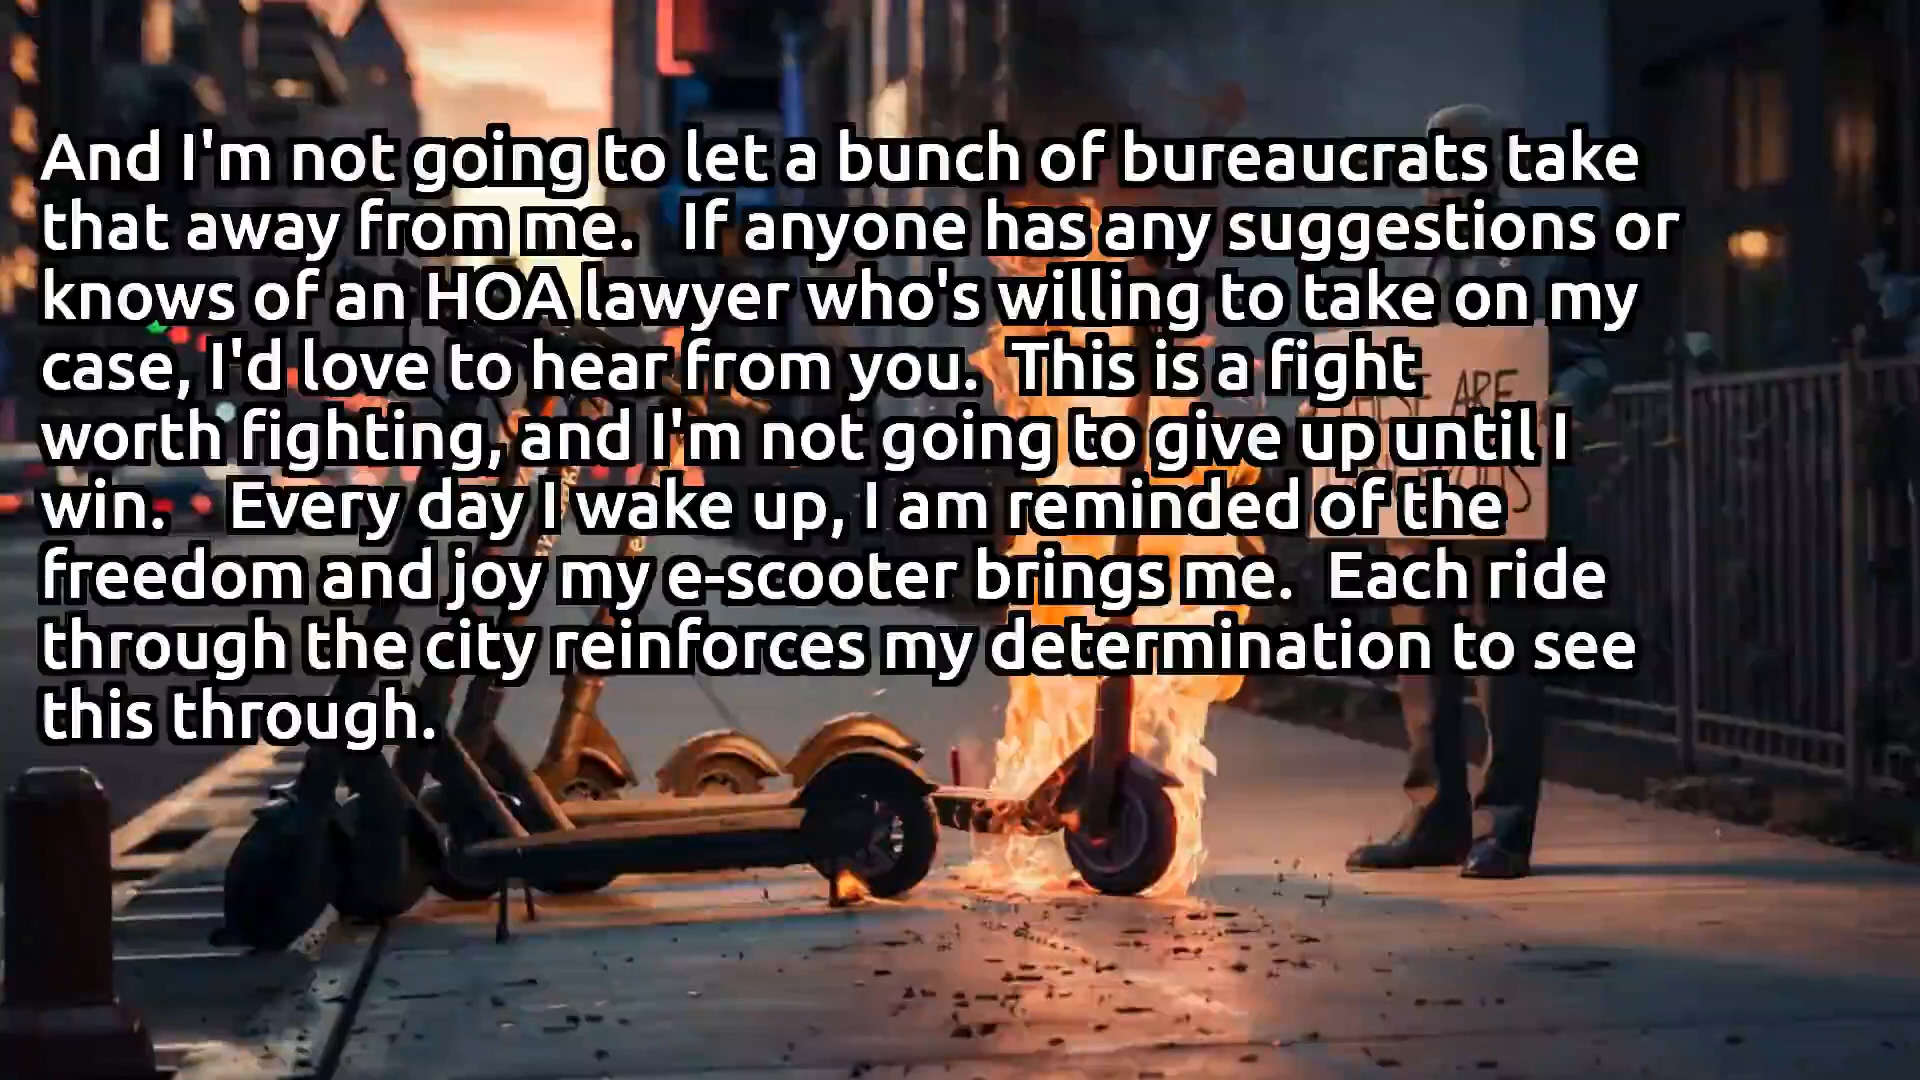 And I'm not going to let a bunch of bureaucrats take
that away from me.   If anyone has any suggestions or
knows of an HOA lawyer who's willing to take on my
case, I'd love to hear from you.  This is a fight
worth fighting, and I'm not going to give up until I
win.    Every day I wake up, I am reminded of the
freedom and joy my e-scooter brings me.  Each ride
through the city reinforces my determination to see
this through.
ARE